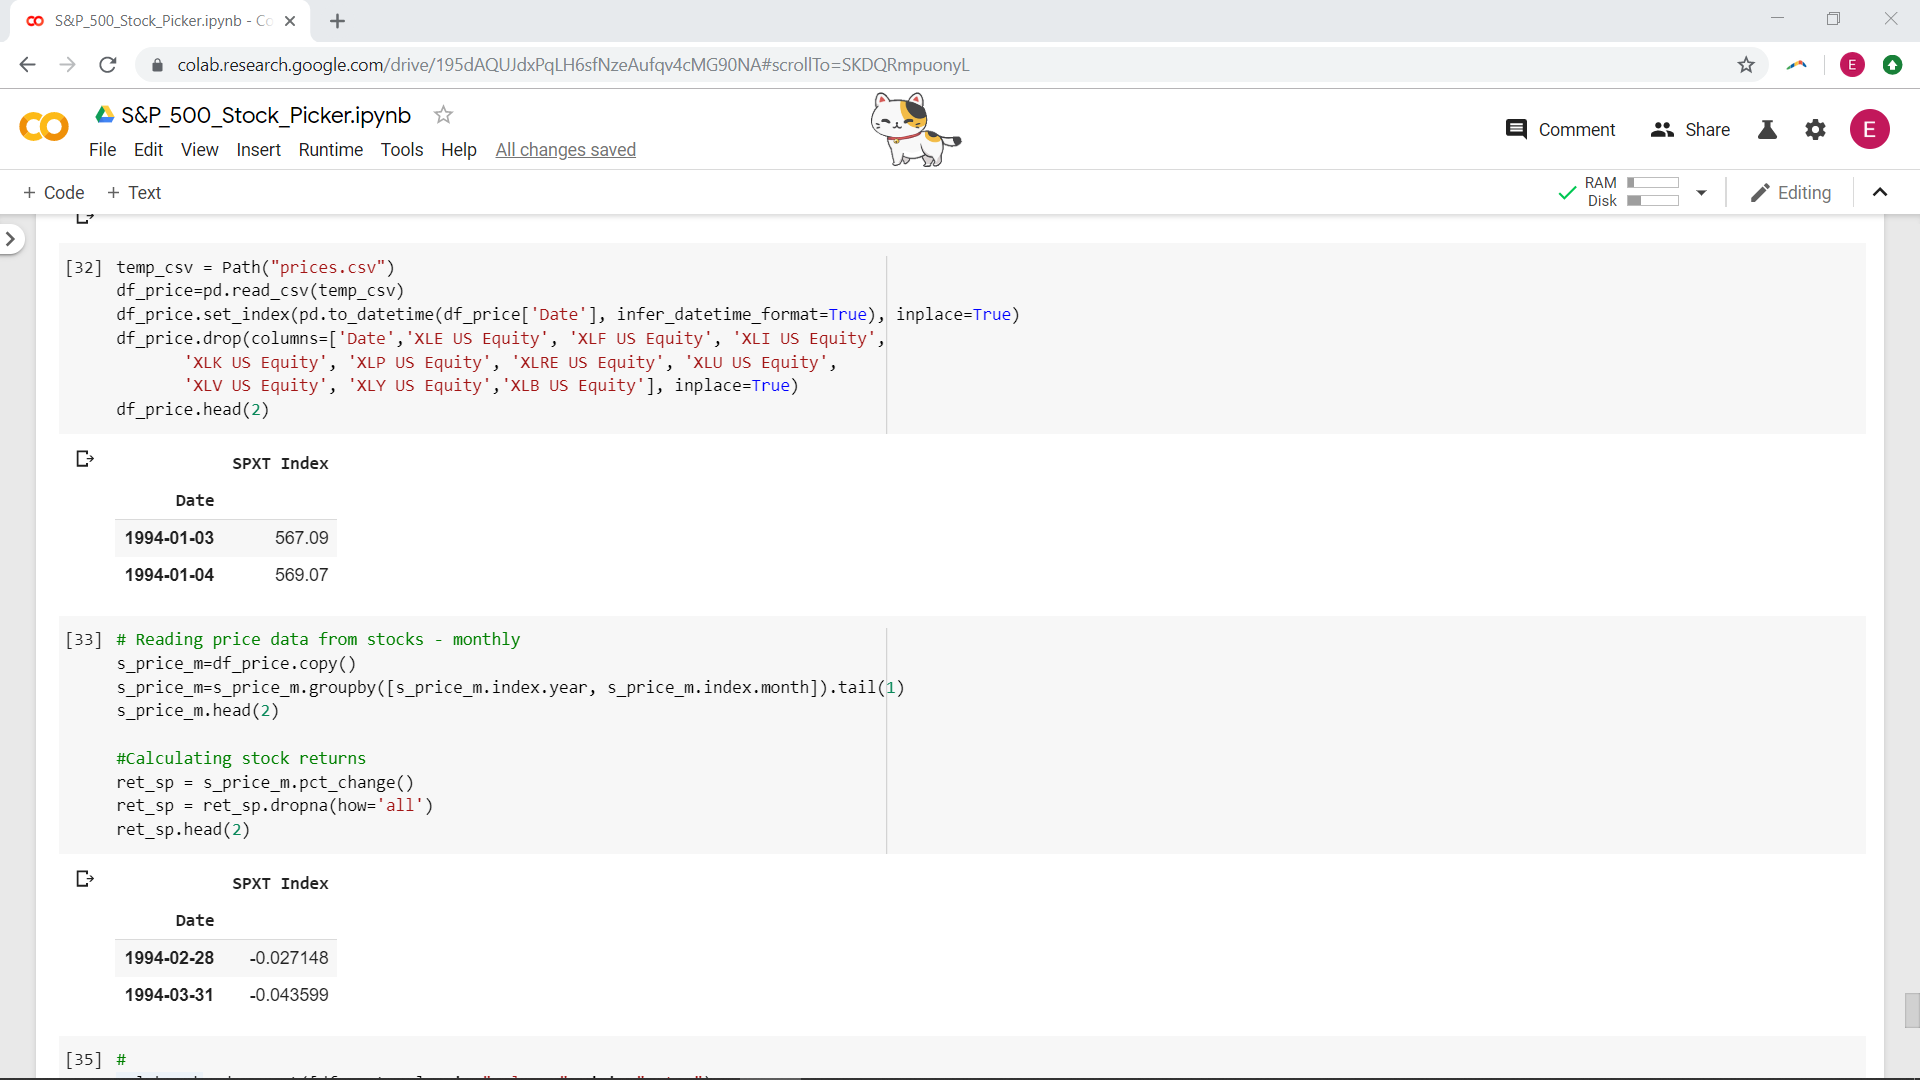 S&P_500_Stock_Picker.ipynb - Co
colab.research.google.com/drive/195dAQUJdxPqLH6sfNzeAufqv4cMG90NA#scrollTo=SKDQRmpuonyL
E
S&P_500_Stock_Picker.ipynb
File Edit View Insert Runtime Tools Help All changes saved
Comment Share E
+ Code + Text
RAM
Disk
Editing
[32] temp_csv = Path("prices.csv")
df_price=pd.read_csv(temp_csv)
df_price.set_index(pd.to_datetime(df_price['Date'], infer_datetime_format=True), inplace=True)
df_price.drop(columns=['Date','XLE US Equity', 'XLF US Equity', 'XLI US Equity',
'XLK US Equity', 'XLP US Equity', 'XLRE US Equity', 'XLU US Equity',
'XLV US Equity', 'XLY US Equity','XLB US Equity'], inplace=True)
df_price.head(2)
SPXT Index
Date
1994-01-03 567.09
1994-01-04 569.07
[33] # Reading price data from stocks - monthly
s_price_m=df_price.copy()
s_price_m=s_price_m.groupby([s_price_m.index.year, s_price_m.index.month]).tail(1)
s_price_m.head(2)
#Calculating stock returns
ret_sp = s_price_m.pct_change()
ret_sp = ret_sp.dropna(how='all')
ret_sp.head(2)
SPXT Index
Date
1994-02-28 -0.027148
1994-03-31 -0.043599
[35] #